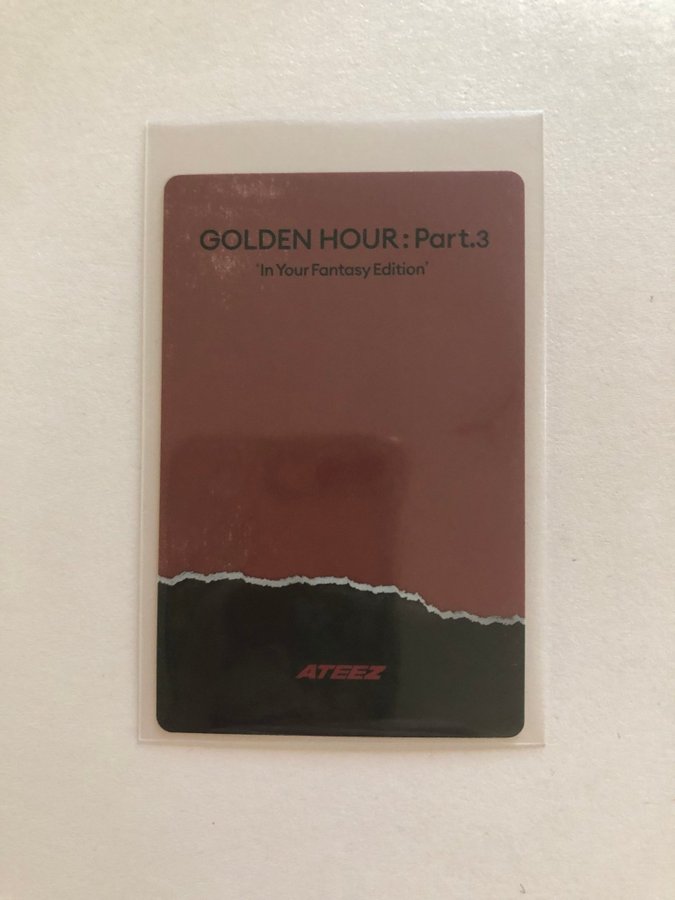 GOLDEN HOUR : Part.3
'In Your Fantasy Edition'
ATEEZ